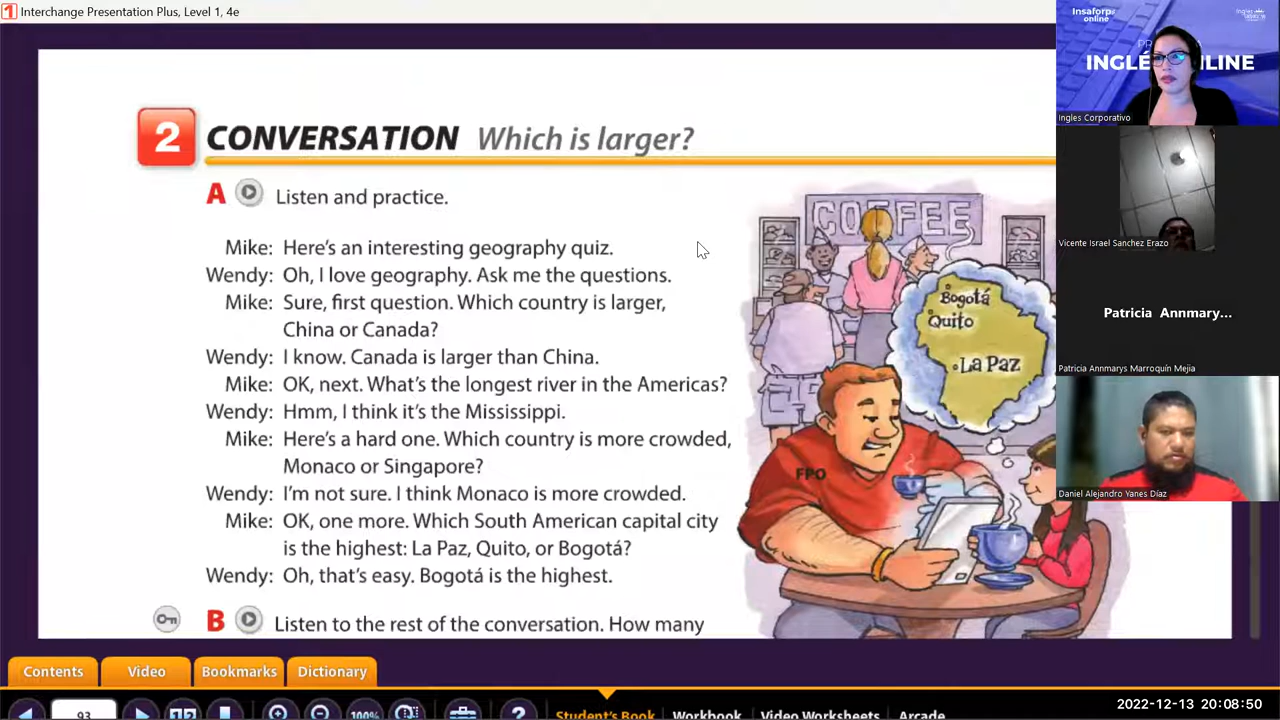 Interchange Presentation Plus, Level 1, 4e
2 CONVERSATION Which is larger?
A Listen and practice.
Mike: Here's an interesting geography quiz.
Wendy: Oh, I love geography. Ask me the questions.
Mike: Sure, first question. Which country is larger,
China or Canada?
Wendy: I know. Canada is larger than China.
Mike: OK, next. What's the longest river in the Americas?
Wendy: Hmm, I think it's the Mississippi.
Mike: Here's a hard one. Which country is more crowded,
Monaco or Singapore?
Wendy: I'm not sure. I think Monaco is more crowded.
Mike: OK, one more. Which South American capital city
is the highest: La Paz, Quito, or Bogotá?
Wendy: Oh, that's easy. Bogotá is the highest.
B Listen to the rest of the conversation. How many
COFFEE
Bogotá
Quito
La Paz
FPO
Insaforp
online
INGLÉ
LINE
Ingles Corporativo
Vicente Israel Sanchez Erazo
Patricia Annmary...
Patricia Annmarys Marroquín Mejia
Daniel Alejandro Yanes Díaz
Contents
Video
Bookmarks
Dictionary
93
100%
?
Student's Book
Workbook
Video Worksheets
Arcade
2022-12-13 20:08:50